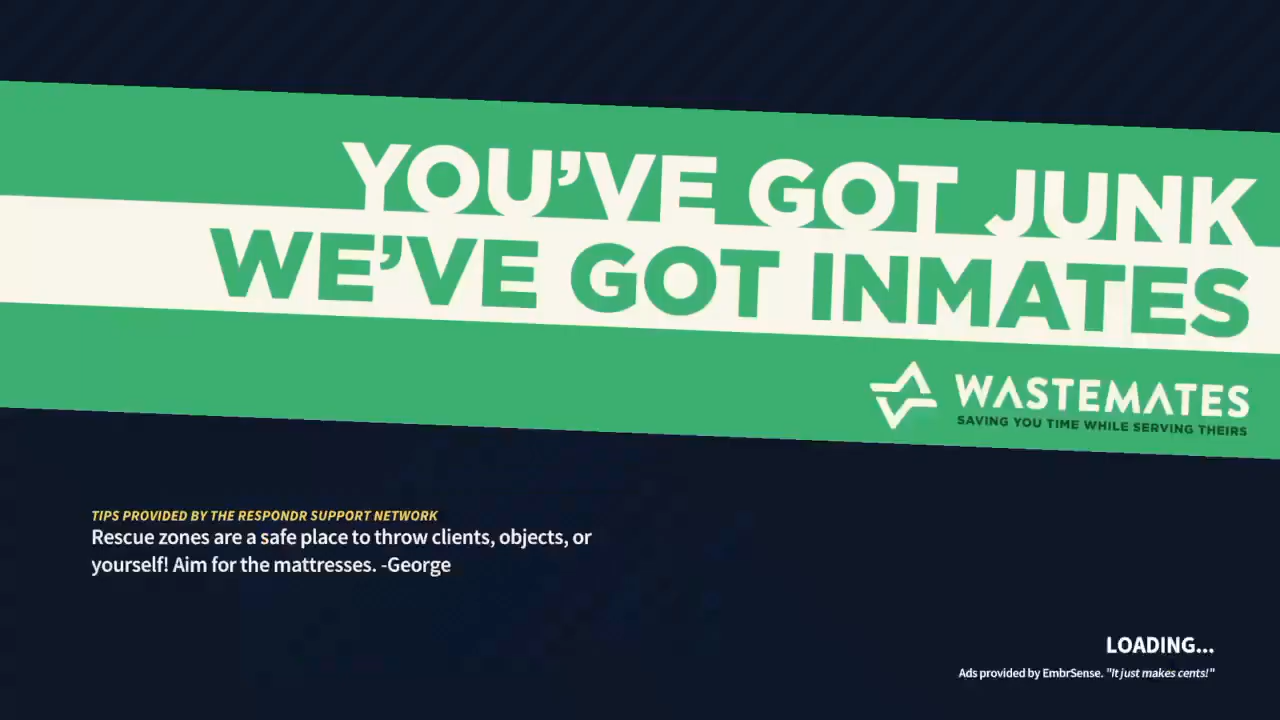 YOU’VE GOT JUNK
WE’VE GOT INMATES
WASTEMATES
SAVING YOU TIME WHILE SERVING THEIRS
TIPS PROVIDED BY THE RESPONDR SUPPORT NETWORK
Rescue zones are a safe place to throw clients, objects, or
yourself! Aim for the mattresses. -George
LOADING...
Ads provided by EmbrSense. "It just makes cents!"